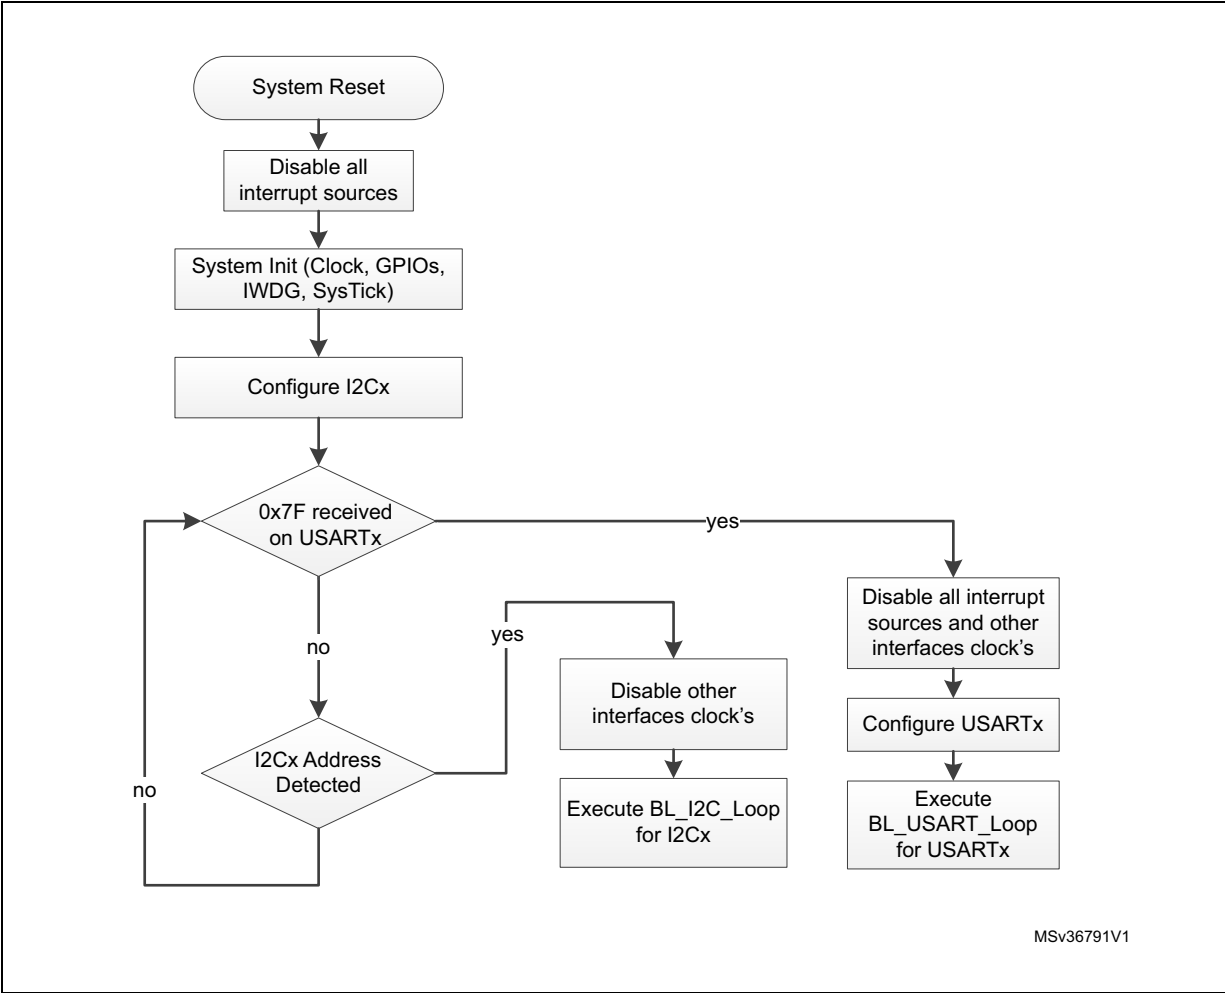 System Reset
Disable all
interrupt sources
System Init (Clock, GPIOs,
IWDG, SysTick)
Configure I2Cx
0x7F received
on USARTx
yes
no
Disable all interrupt
sources and other
interfaces clock's
yes
Disable other
interfaces clock's
Configure USARTx
I2Cx Address
Detected
no
Execute BL_I2C_Loop
for I2Cx
Execute
BL_USART_Loop
for USARTx
MSv36791V1